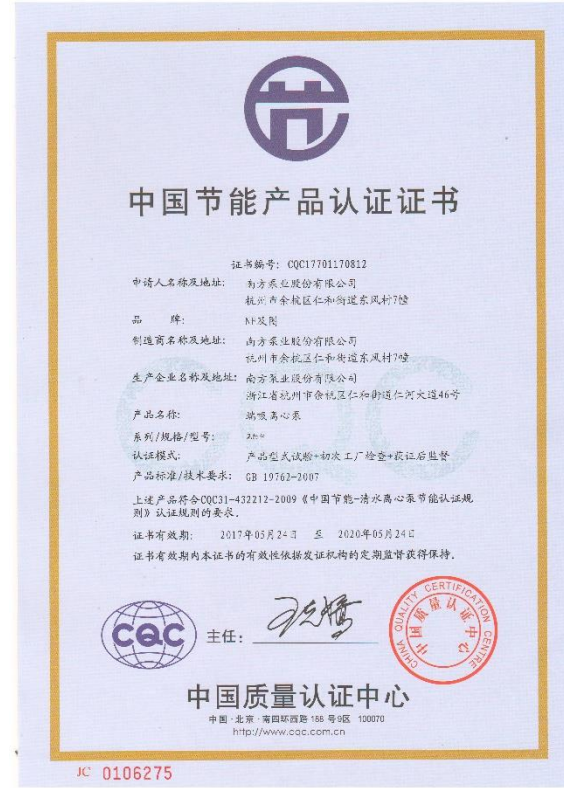 中国节能产品认证证书
证书编号: CQC17701170812
申请人名称及地址: 南方泵业股份有限公司
杭州市余杭区仁和街道东风村7幢
品 牌: NF及图
制造商名称及地址: 南方泵业股份有限公司
杭州市余杭区仁和街道东风村7幢
生产企业名称及地址: 南方泵业股份有限公司
浙江省杭州市余杭区仁和街道仁河大道46号
产品名称: 端吸离心泵
系列/规格/型号:
认证模式: 产品型式试验+初次工厂检查+获证后监督
产品标准/技术要求: GB 19762-2007
上述产品符合CQC31-432212-2009《中国节能-清水离心泵节能认证规
则》认证规则的要求.
证书有效期: 2017年05月24日 至 2020年05月24日
证书有效期内本证书的有效性依据发证机构的定期监督获得保持.
CQC
主任:
CHINA QUALITY CERTIFICATION CENTRE
中国质量认证中心
中国质量认证中心
中国·北京·南四环西路 188 号9区 100070
http://www.cqc.com.cn
JC 0106275